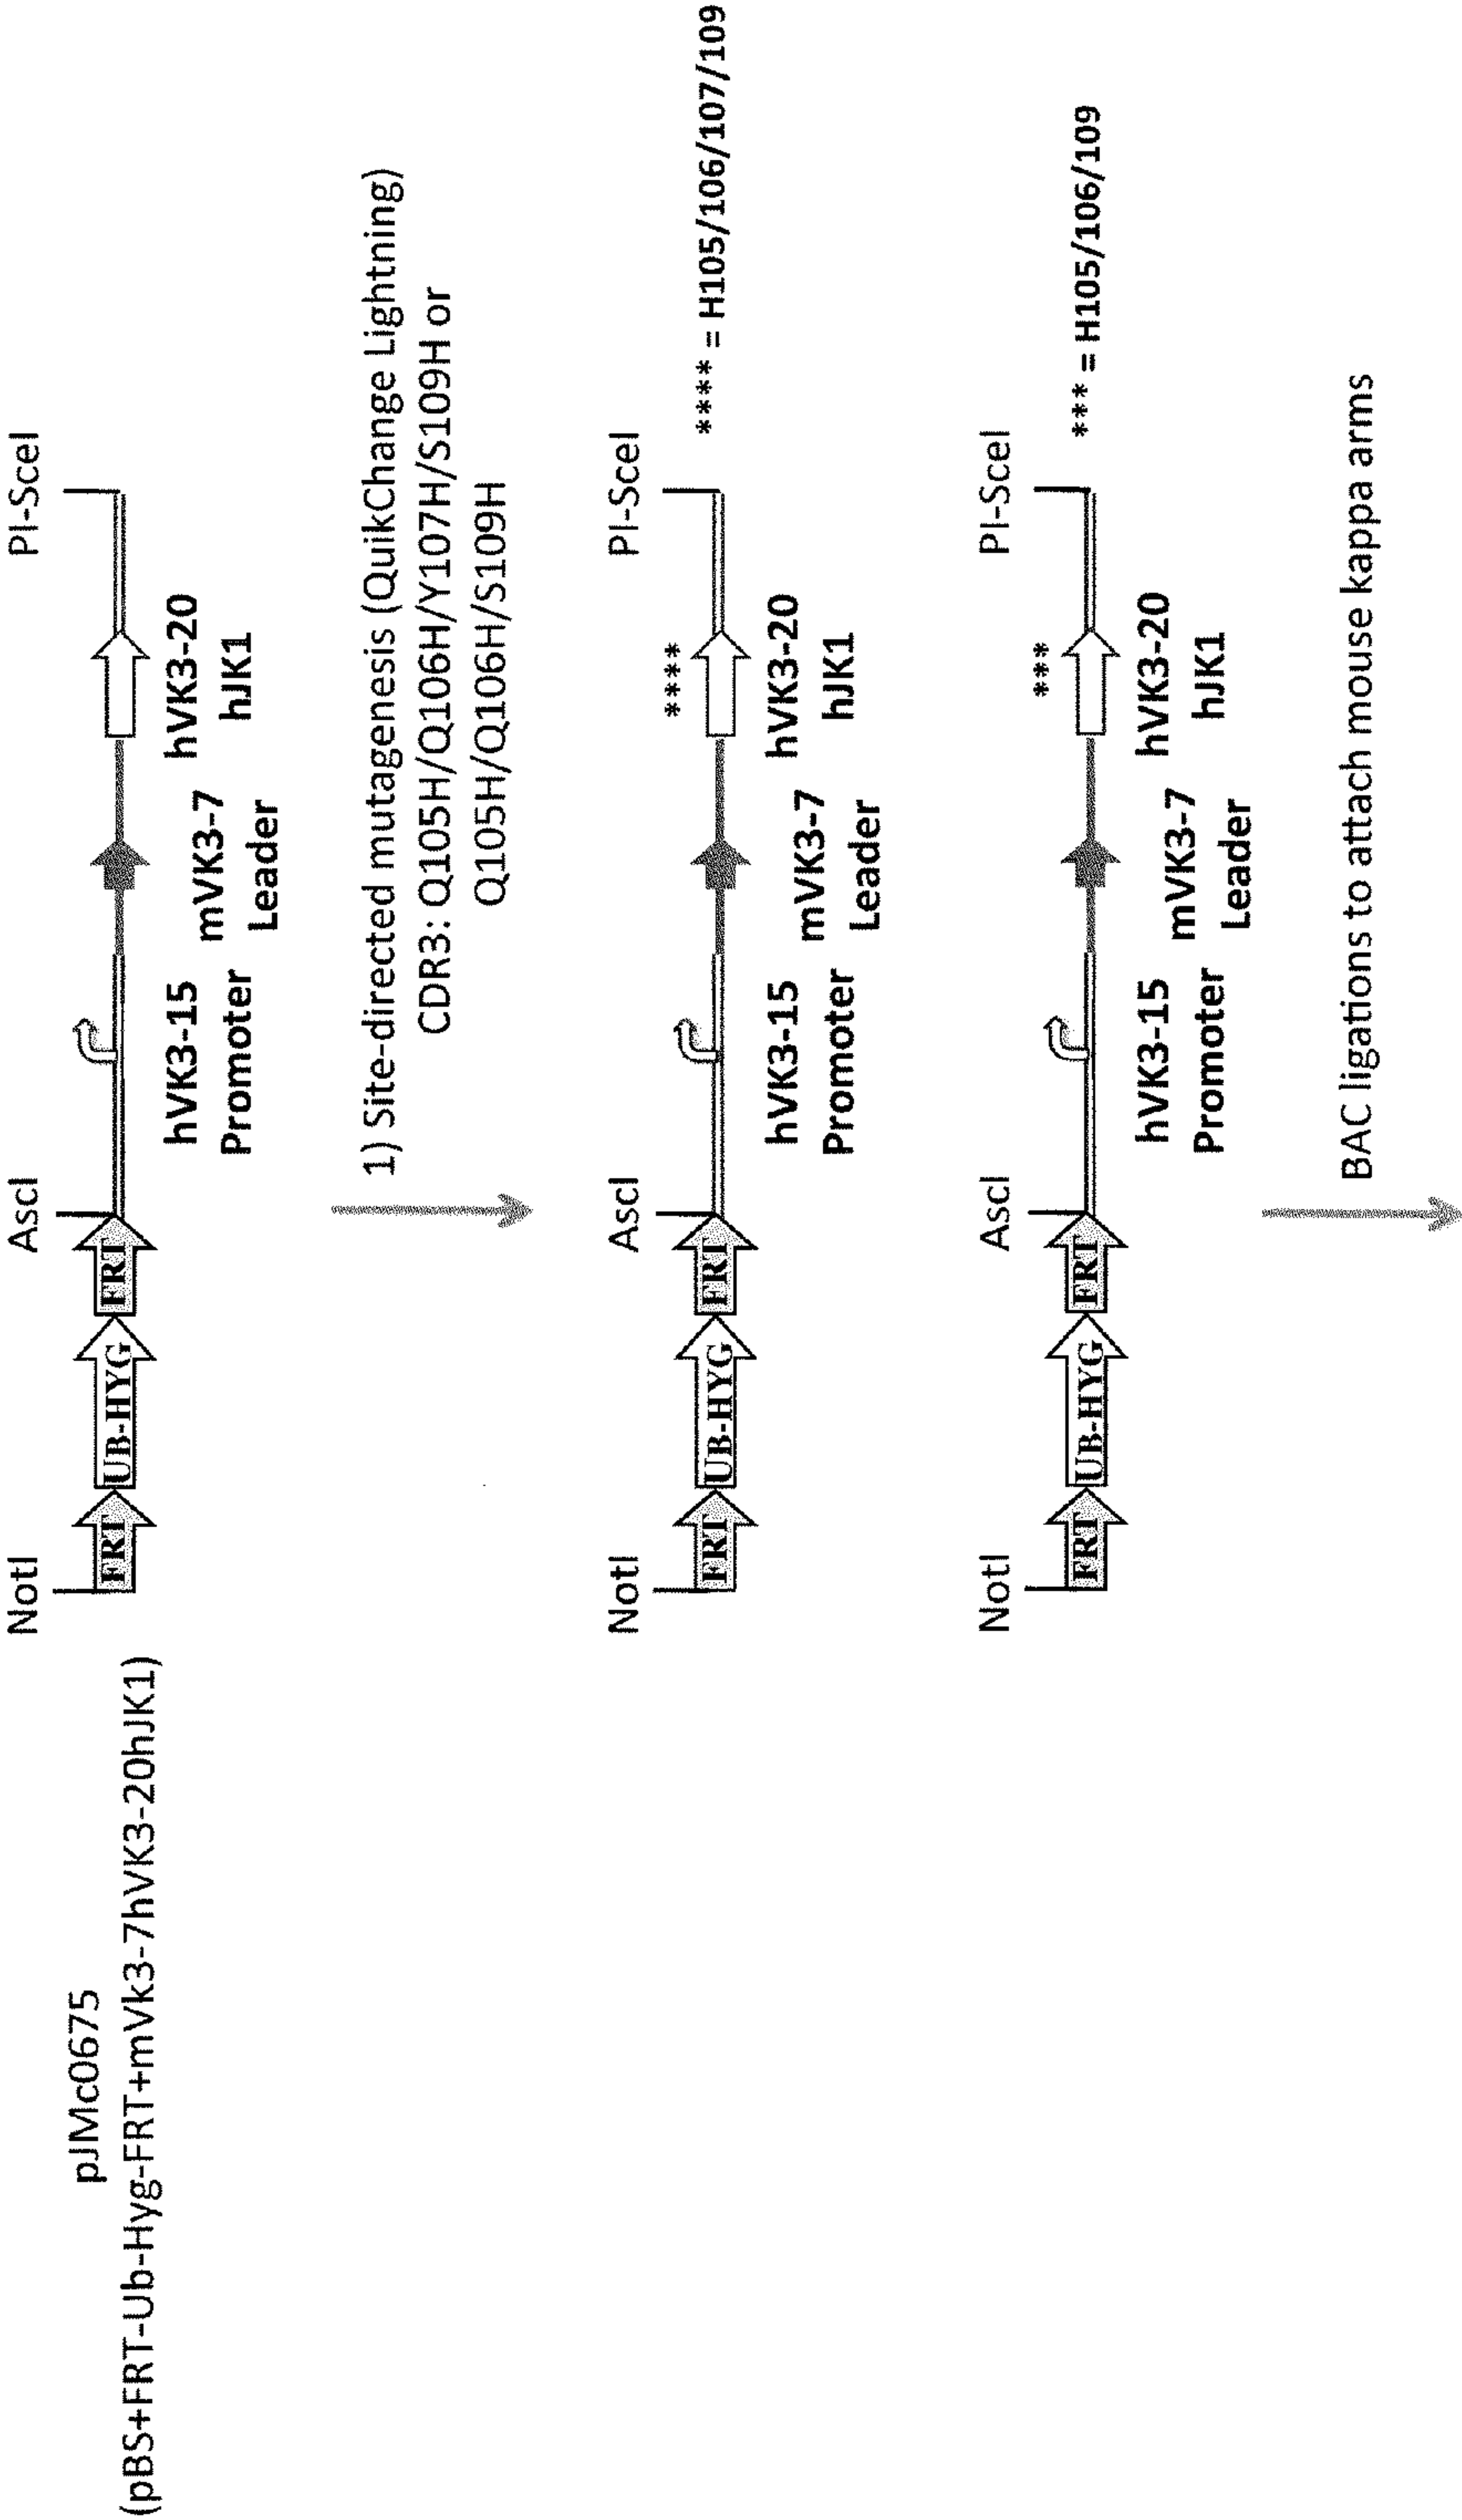 pJMc0675
(pBS+FRT-Ub-Hyg-FRT+mVk3-7hVK3-20hJK1)
NotI AscI PI-SceI
FRT UB-HYG FRT
hVK3-15 mVK3-7 hVK3-20
Promoter Leader hJK1
1) Site-directed mutagenesis (QuikChange Lightning)
CDR3: Q105H/Q106H/Y107H/S109H or
Q105H/Q106H/S109H
NotI AscI PI-SceI
**** **** = H105/106/107/109
FRT UB-HYG FRT
hVK3-15 mVK3-7 hVK3-20
Promoter Leader hJK1
NotI AscI PI-SceI
*** *** = H105/106/109
FRT UB-HYG FRT
hVK3-15 mVK3-7 hVK3-20
Promoter Leader hJK1
BAC ligations to attach mouse kappa arms